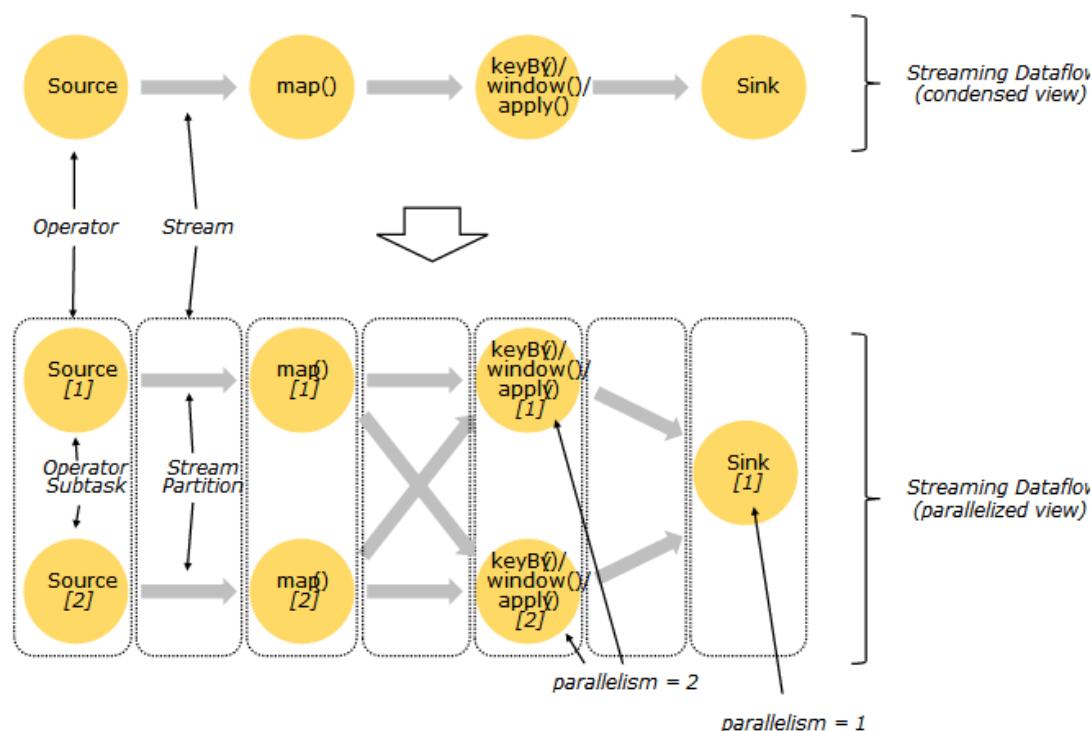 Source
map()
keyBy()/
window()/
apply()
Sink
Streaming Dataflow
(condensed view)
Operator
Stream
Source
[1]
map()
[1]
keyBy()/
window()/
apply()
[1]
Operator
Subtask
Stream
Partition
Sink
[1]
Streaming Dataflow
(parallelized view)
Source
[2]
map()
[2]
keyBy()/
window()/
apply()
[2]
parallelism = 2
parallelism = 1